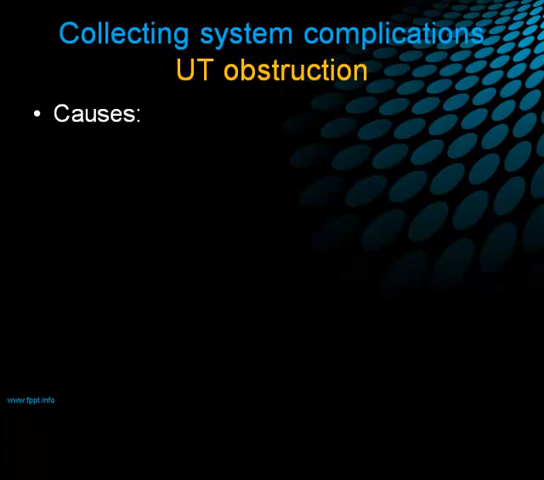 Collecting system complications
UT obstruction
• Causes:
www.fppt.info